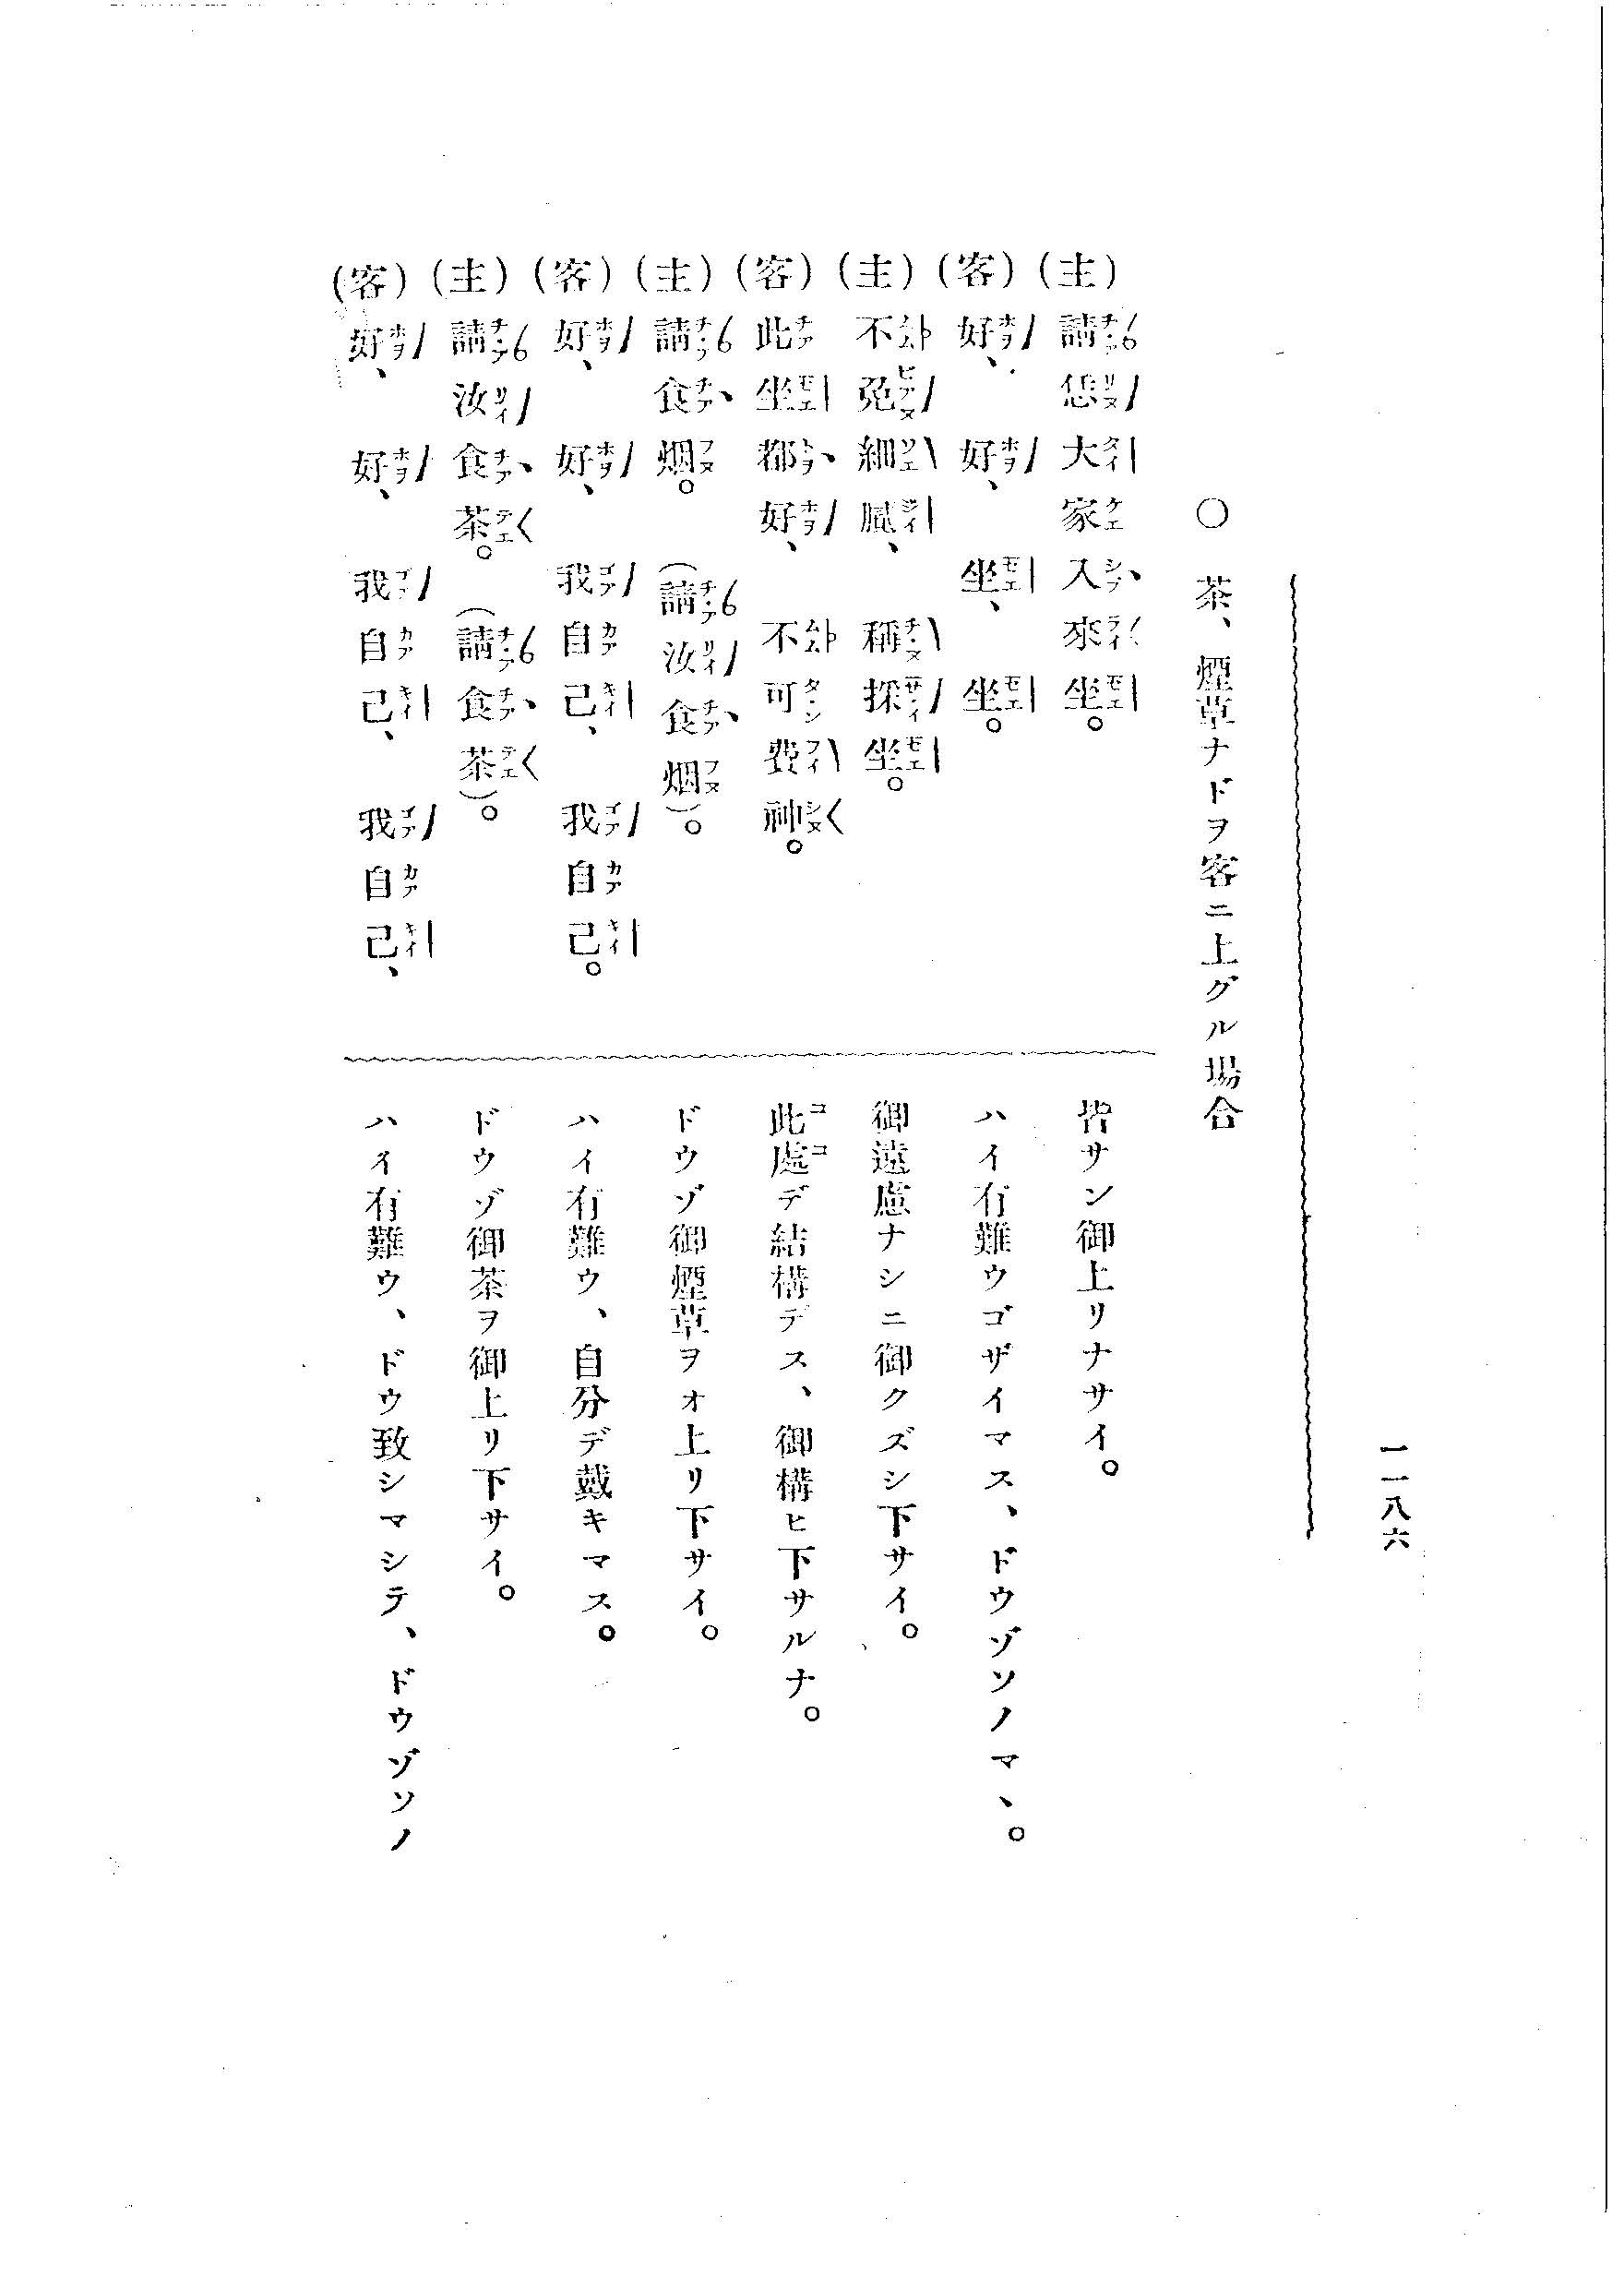 一一八六
○ 茶、煙草ナドヲ客ニ上グル場合
(主) 請恁大家入來坐。
(客) 好、好、坐、坐。
(主) 不免細膩、稱採坐。
(客) 此坐都好、不可費神。
(主) 請食烟。(請汝食烟)。
(客) 好、好、我自己、我自己。
(主) 請汝食茶。(請食茶)。
(客) 好、好、我自己、我自己、
皆サン御上リナサイ。
ハイ有難ウゴザイマス、ドウゾソノマヽ。
御遠慮ナシニ御クズシ下サイ。
此處デ結構デス、御構ヒ下サルナ。
ドウゾ御煙草ヲオ上リ下サイ。
ハイ有難ウ、自分デ戴キマス。
ドウゾ御茶ヲ御上リ下サイ。
ハイ有難ウ、ドウ致シマシテ、ドウゾソノ